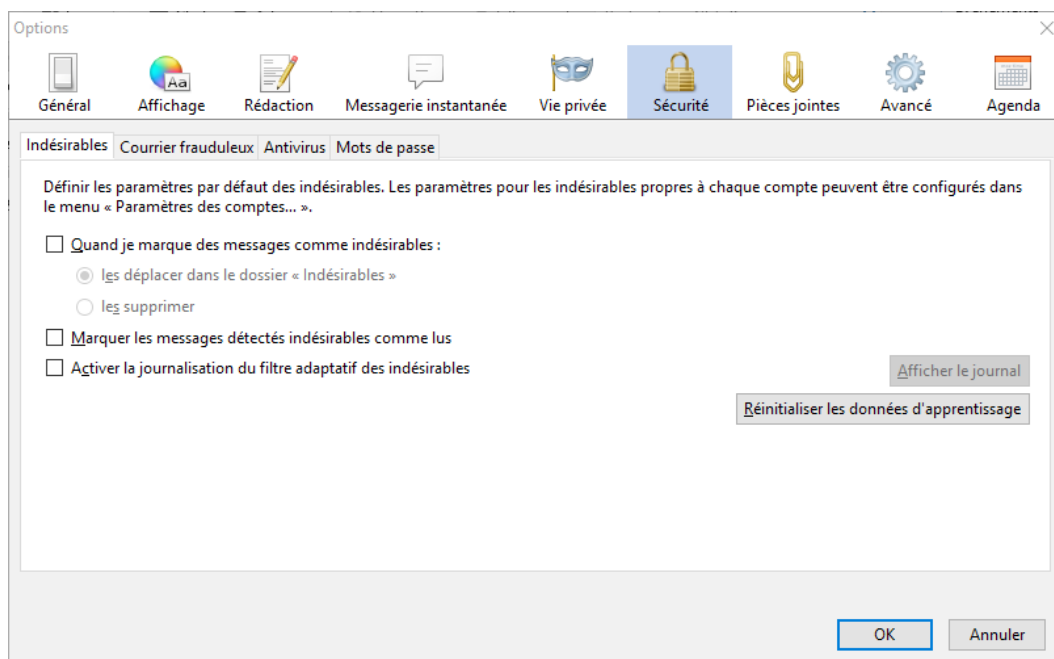 Options
Aa
Général Affichage Rédaction Messagerie instantanée Vie privée Sécurité Pièces jointes Avancé Agenda
Indésirables Courrier frauduleux Antivirus Mots de passe
Définir les paramètres par défaut des indésirables. Les paramètres pour les indésirables propres à chaque compte peuvent être configurés dans
le menu « Paramètres des comptes... ».
Quand je marque des messages comme indésirables :
les déplacer dans le dossier « Indésirables »
les supprimer
Marquer les messages détectés indésirables comme lus
Activer la journalisation du filtre adaptatif des indésirables
Afficher le journal
Réinitialiser les données d'apprentissage
OK Annuler